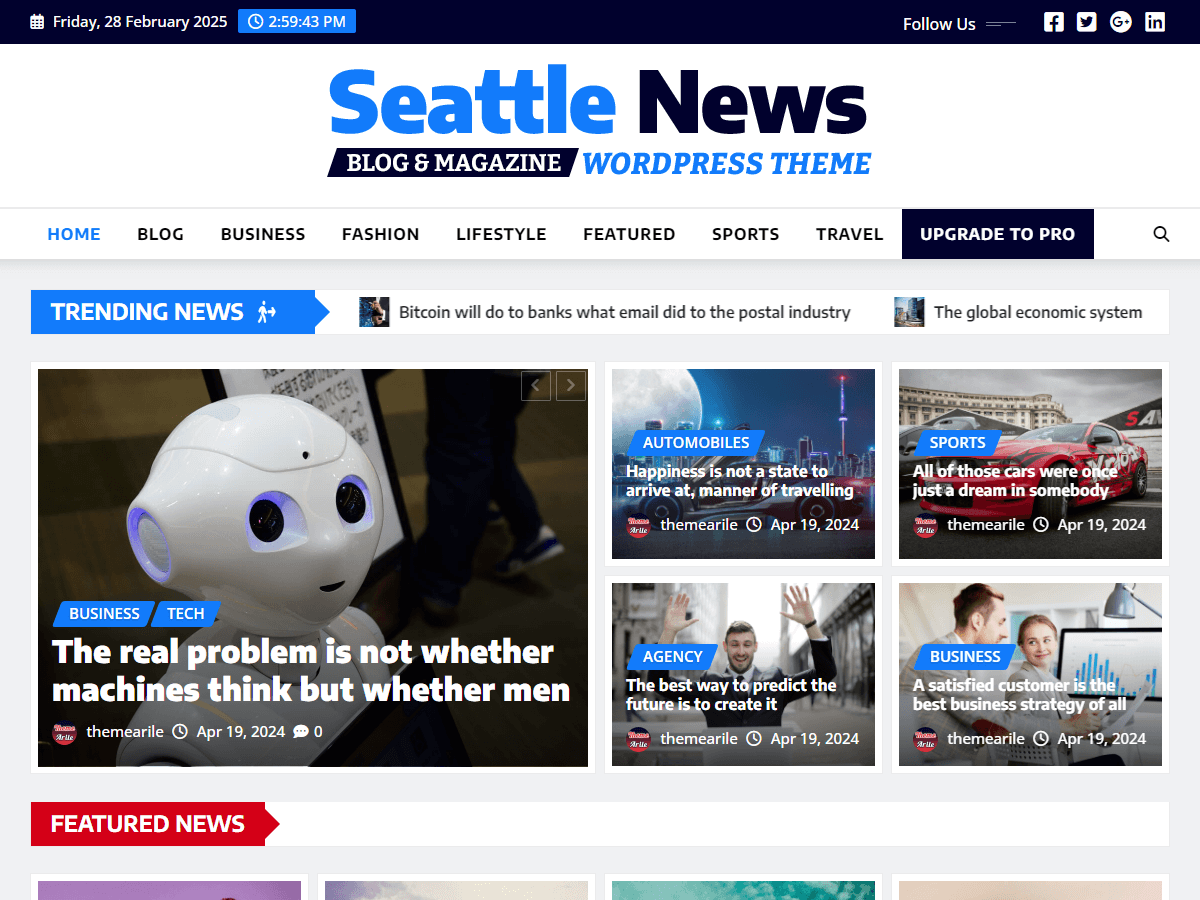 Friday, 28 February 2025
2:59:43 PM
Follow Us
Seattle News
BLOG & MAGAZINE WORDPRESS THEME
HOME
BLOG
BUSINESS
FASHION
LIFESTYLE
FEATURED
SPORTS
TRAVEL
UPGRADE TO PRO
TRENDING NEWS
Bitcoin will do to banks what email did to the postal industry
The global economic system
BUSINESS
TECH
The real problem is not whether
machines think but whether men
themearile
Apr 19, 2024
0
AUTOMOBILES
Happiness is not a state to
arrive at, manner of travelling
themearile
Apr 19, 2024
SPORTS
All of those cars were once
just a dream in somebody
themearile
Apr 19, 2024
AGENCY
The best way to predict the
future is to create it
themearile
Apr 19, 2024
BUSINESS
A satisfied customer is the
best business strategy of all
themearile
Apr 19, 2024
FEATURED NEWS